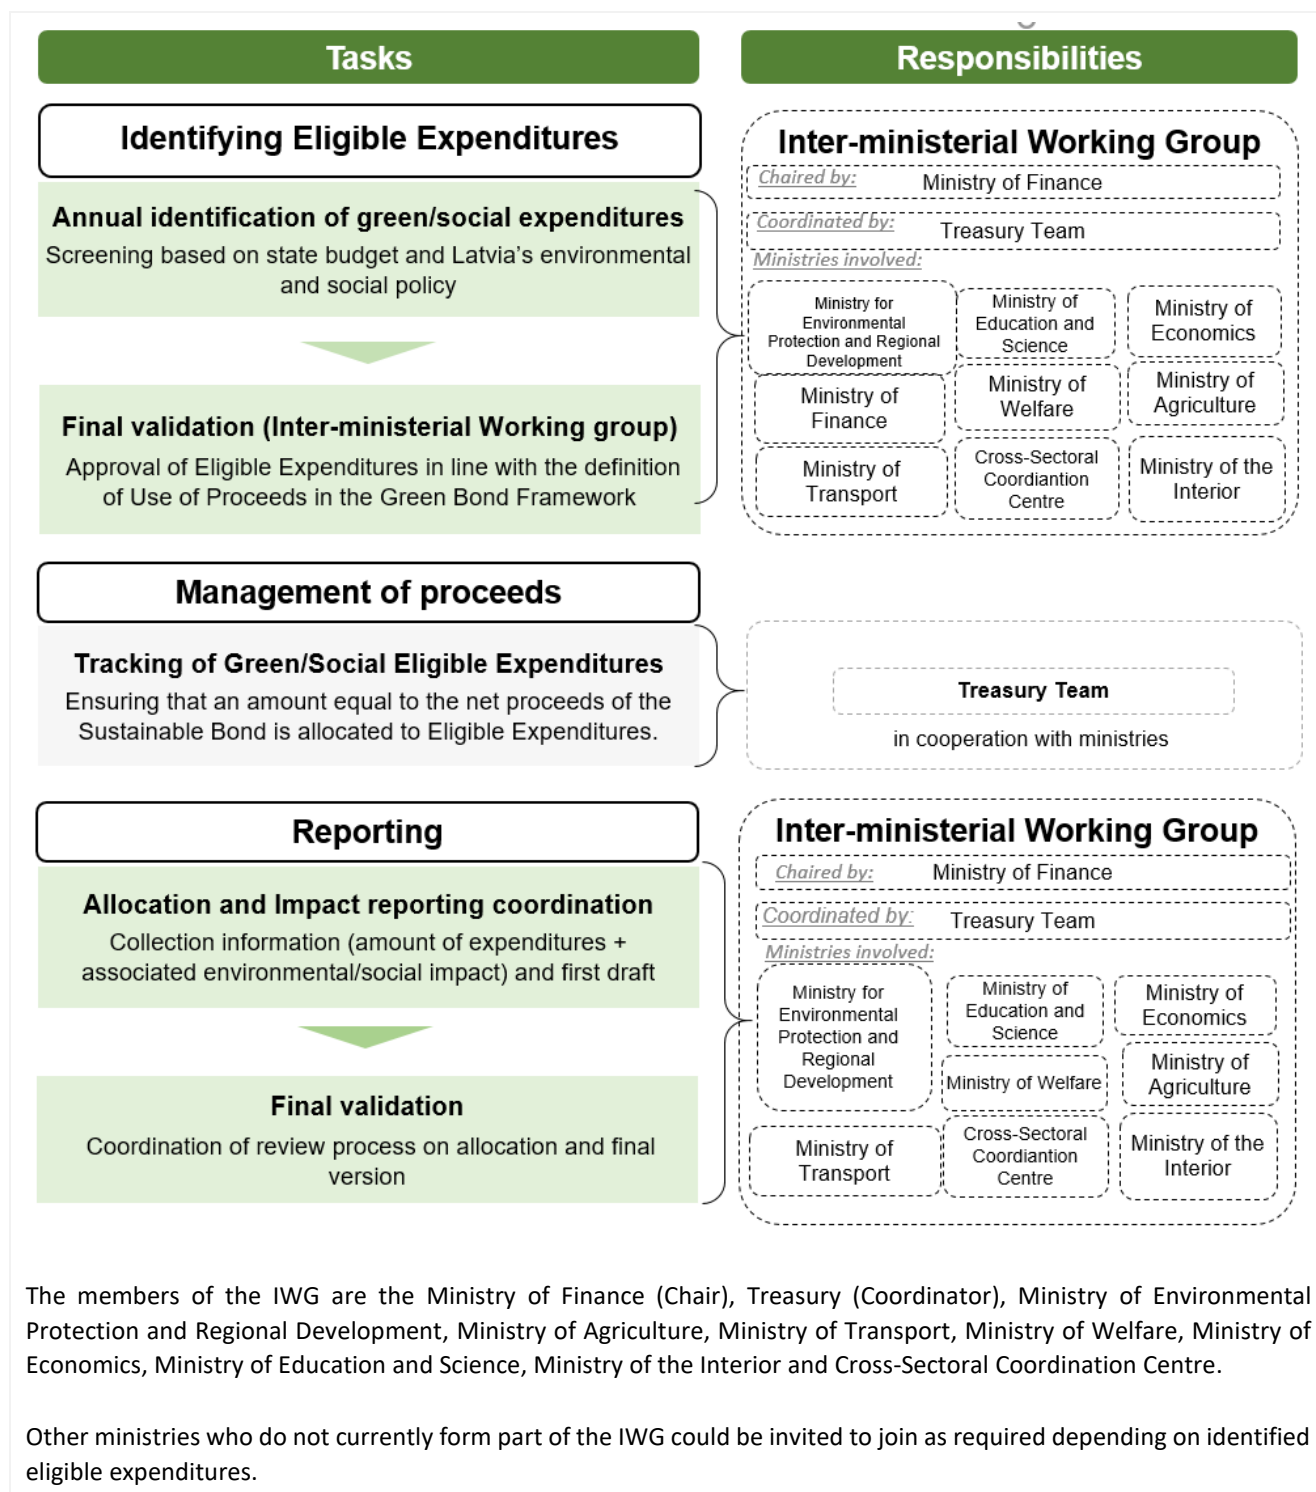 Tasks
Identifying Eligible Expenditures
Annual identification of green/social expenditures
Screening based on state budget and Latvia's environmental
and social policy
Final validation (Inter-ministerial Working group)
Approval of Eligible Expenditures in line with the definition
of Use of Proceeds in the Green Bond Framework
Responsibilities
Inter-ministerial Working Group
Chaired by: Ministry of Finance
Coordinated by: Treasury Team
Ministries involved:
Ministry for
Environmental
Protection and Regional
Development
Ministry of
Education and
Science
Ministry of
Economics
Ministry of
Finance
Ministry of
Welfare
Ministry of
Agriculture
Ministry of
Transport
Cross-Sectoral
Coordiantion
Centre
Ministry of the
Interior
Management of proceeds
Tracking of Green/Social Eligible Expenditures
Ensuring that an amount equal to the net proceeds of the
Sustainable Bond is allocated to Eligible Expenditures.
Treasury Team
in cooperation with ministries
Reporting
Allocation and Impact reporting coordination
Collection information (amount of expenditures +
associated environmental/social impact) and first draft
Final validation
Coordination of review process on allocation and final
version
Inter-ministerial Working Group
Chaired by: Ministry of Finance
Coordinated by: Treasury Team
Ministries involved:
Ministry for
Environmental
Protection and
Regional
Development
Ministry of
Education and
Science
Ministry of
Economics
Ministry of Welfare
Ministry of
Agriculture
Ministry of
Transport
Cross-Sectoral
Coordiantion
Centre
Ministry of the
Interior
The members of the IWG are the Ministry of Finance (Chair), Treasury (Coordinator), Ministry of Environmental
Protection and Regional Development, Ministry of Agriculture, Ministry of Transport, Ministry of Welfare, Ministry of
Economics, Ministry of Education and Science, Ministry of the Interior and Cross-Sectoral Coordination Centre.
Other ministries who do not currently form part of the IWG could be invited to join as required depending on identified
eligible expenditures.